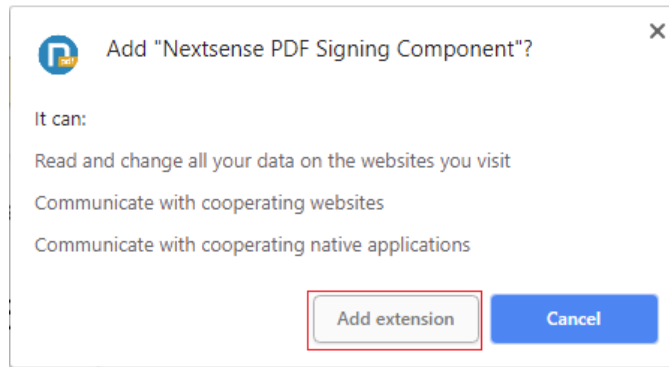 Add "Nextsense PDF Signing Component"?
It can:
Read and change all your data on the websites you visit
Communicate with cooperating websites
Communicate with cooperating native applications
Add extension Cancel